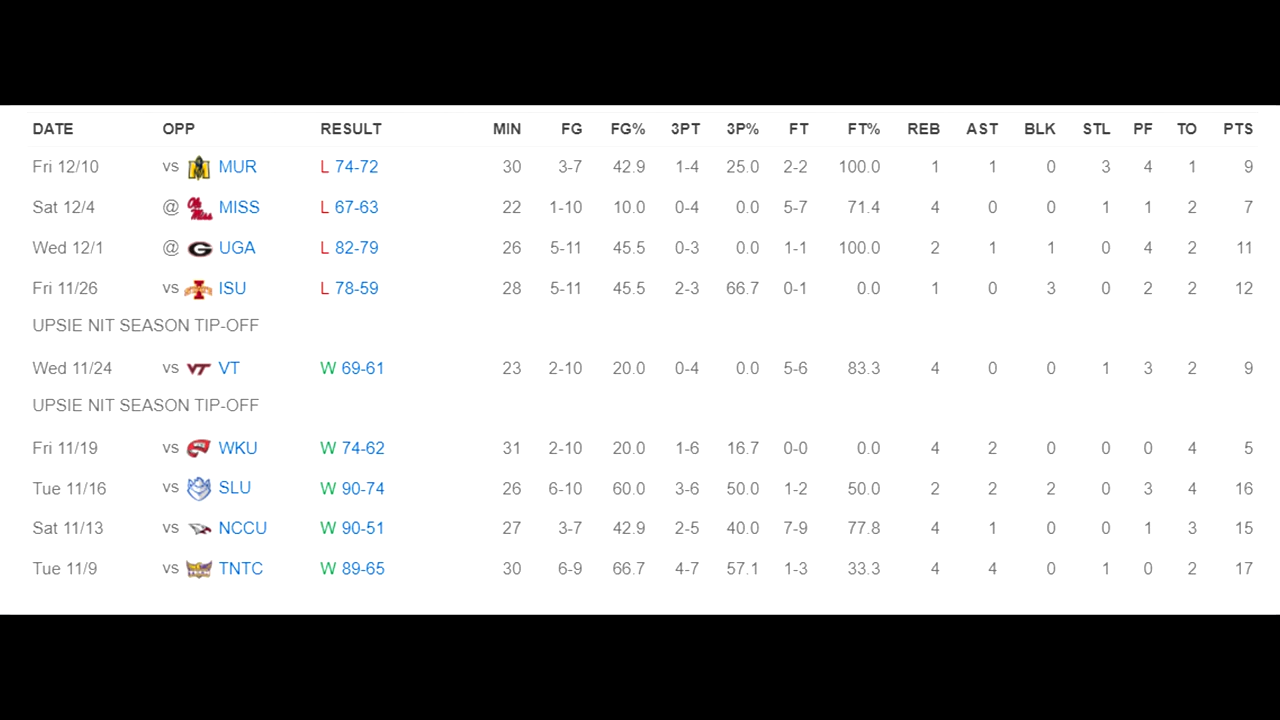 DATE OPP RESULT MIN FG FG% 3PT 3P% FT FT% REB AST BLK STL PF TO PTS
Fri 12/10 vs MUR L 74-72 30 3-7 42.9 1-4 25.0 2-2 100.0 1 1 0 3 4 1 9
Sat 12/4 @ Ole Miss MISS L 67-63 22 1-10 10.0 0-4 0.0 5-7 71.4 4 0 0 1 1 2 7
Wed 12/1 @ G UGA L 82-79 26 5-11 45.5 0-3 0.0 1-1 100.0 2 1 1 0 4 2 11
Fri 11/26 vs ISU L 78-59 28 5-11 45.5 2-3 66.7 0-1 0.0 1 0 3 0 2 2 12
UPSIE NIT SEASON TIP-OFF
Wed 11/24 vs VT VT W 69-61 23 2-10 20.0 0-4 0.0 5-6 83.3 4 0 0 1 3 2 9
UPSIE NIT SEASON TIP-OFF
Fri 11/19 vs WKU W 74-62 31 2-10 20.0 1-6 16.7 0-0 0.0 4 2 0 0 0 4 5
Tue 11/16 vs SLU W 90-74 26 6-10 60.0 3-6 50.0 1-2 50.0 2 2 2 0 3 4 16
Sat 11/13 vs NCCU W 90-51 27 3-7 42.9 2-5 40.0 7-9 77.8 4 1 0 0 1 3 15
Tue 11/9 vs TNTC W 89-65 30 6-9 66.7 4-7 57.1 1-3 33.3 4 4 0 1 0 2 17